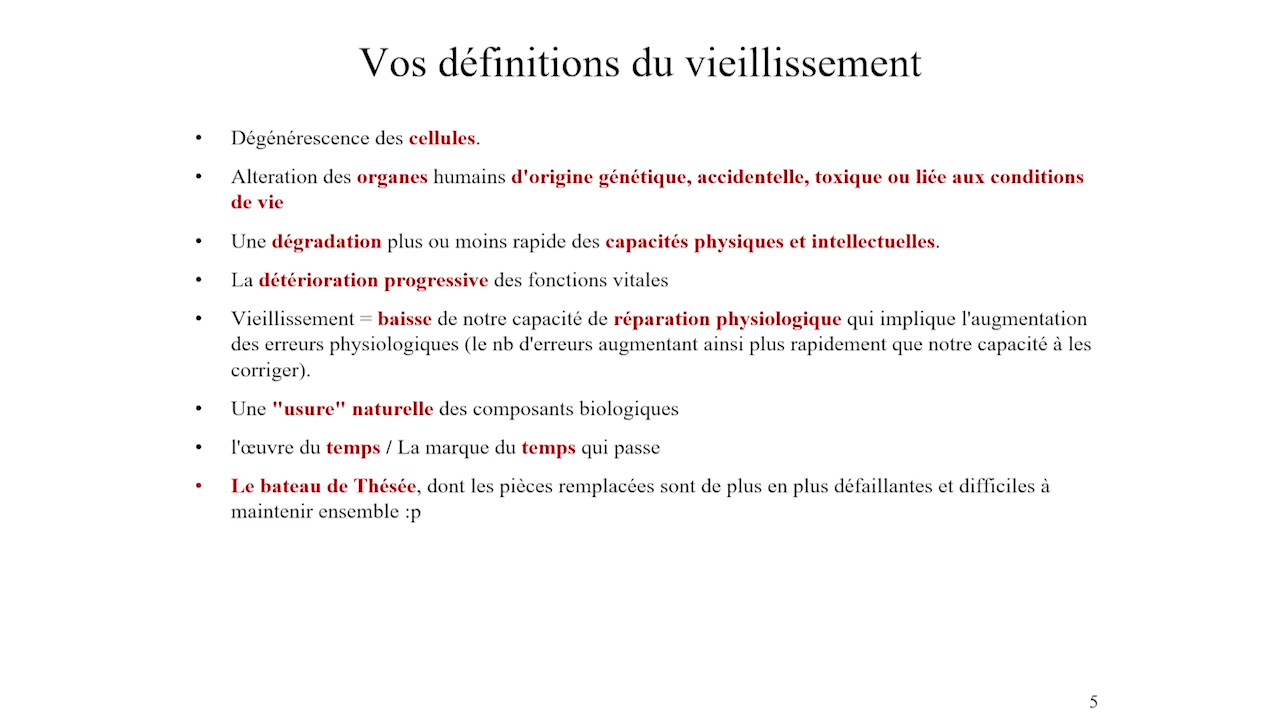 Vos définitions du vieillissement
• Dégénérescence des cellules.
• Alteration des organes humains d'origine génétique, accidentelle, toxique ou liée aux conditions
de vie
• Une dégradation plus ou moins rapide des capacités physiques et intellectuelles.
• La détérioration progressive des fonctions vitales
• Vieillissement = baisse de notre capacité de réparation physiologique qui implique l'augmentation
des erreurs physiologiques (le nb d'erreurs augmentant ainsi plus rapidement que notre capacité à les
corriger).
• Une "usure" naturelle des composants biologiques
• l'œuvre du temps / La marque du temps qui passe
• Le bateau de Thésée, dont les pièces remplacées sont de plus en plus défaillantes et difficiles à
maintenir ensemble :p
5